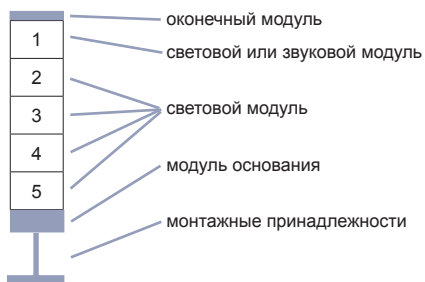 оконечный модуль
1
световой или звуковой модуль
2
3
световой модуль
4
5
модуль основания
монтажные принадлежности